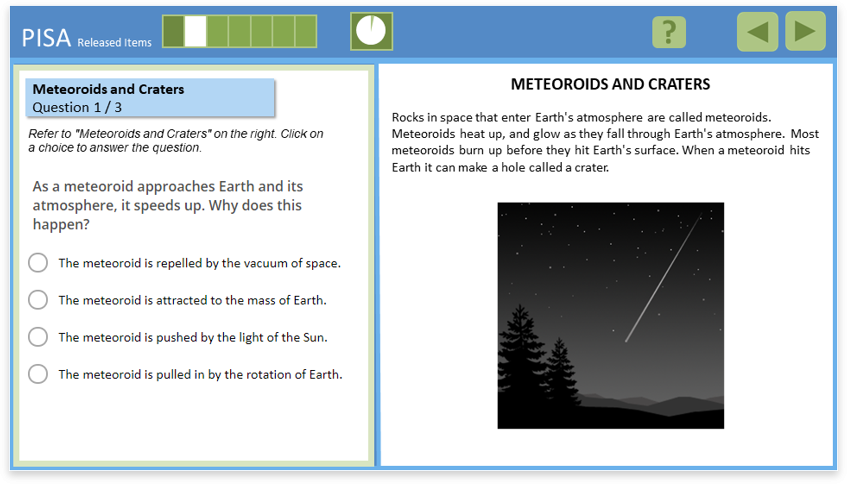 PISA Released Items
?
Meteoroids and Craters
Question 1 / 3
Refer to "Meteoroids and Craters" on the right. Click on
a choice to answer the question.
As a meteoroid approaches Earth and its
atmosphere, it speeds up. Why does this
happen?
The meteoroid is repelled by the vacuum of space.
The meteoroid is attracted to the mass of Earth.
The meteoroid is pushed by the light of the Sun.
The meteoroid is pulled in by the rotation of Earth.
METEOROIDS AND CRATERS
Rocks in space that enter Earth's atmosphere are called meteoroids.
Meteoroids heat up, and glow as they fall through Earth's atmosphere. Most
meteoroids burn up before they hit Earth's surface. When a meteoroid hits
Earth it can make a hole called a crater.